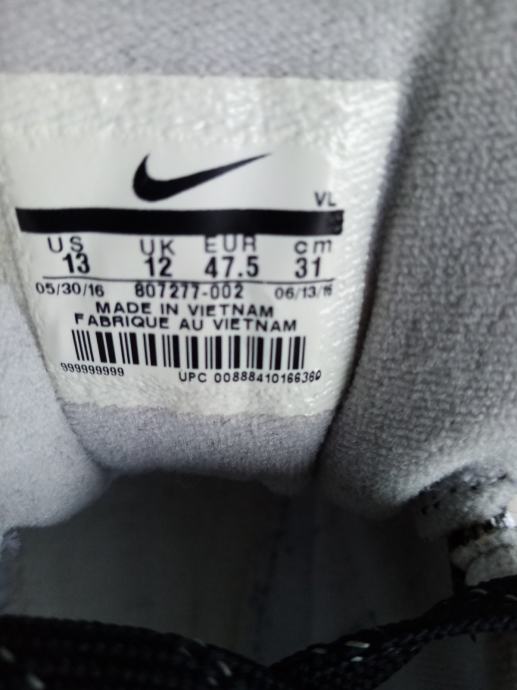 VL
US UK EUR cm
13 12 47.5 31
05/30/16 807277-002 06/13/16
MADE IN VIETNAM
FABRIQUE AU VIETNAM
999999999
UPC 00888410166360